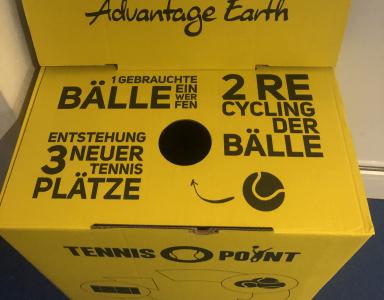 Advantage Earth
1 GEBRAUCHTE
BÄLLE EIN
WER
FEN
2 RE
CYCLING
DER
BÄLLE
ENTSTEHUNG
3 NEUER
TENNIS
PLÄTZE
TENNIS POINT